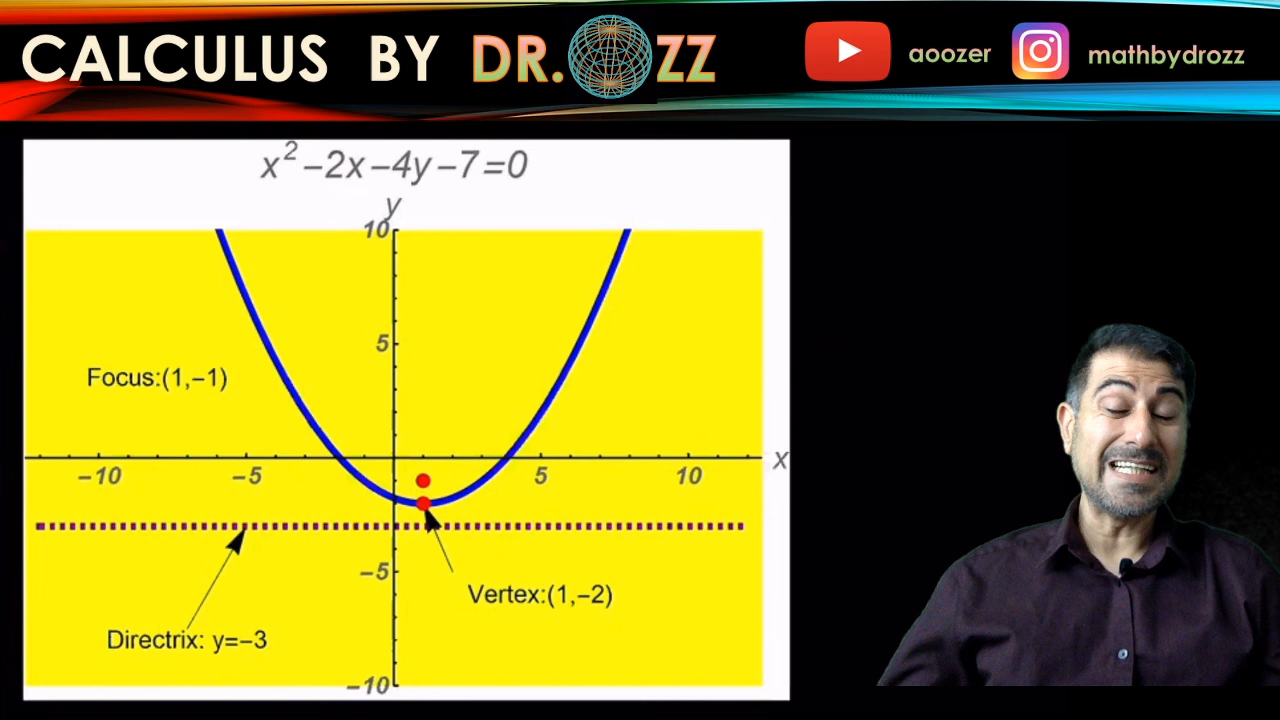 CALCULUS BY DR. OZZ
aoozer
mathbydrozz
x²−2x−4y−7=0
y
10
5
Focus:(1,−1)
−10 −5 5 10 x
−5
Vertex:(1,−2)
Directrix: y=−3
−10